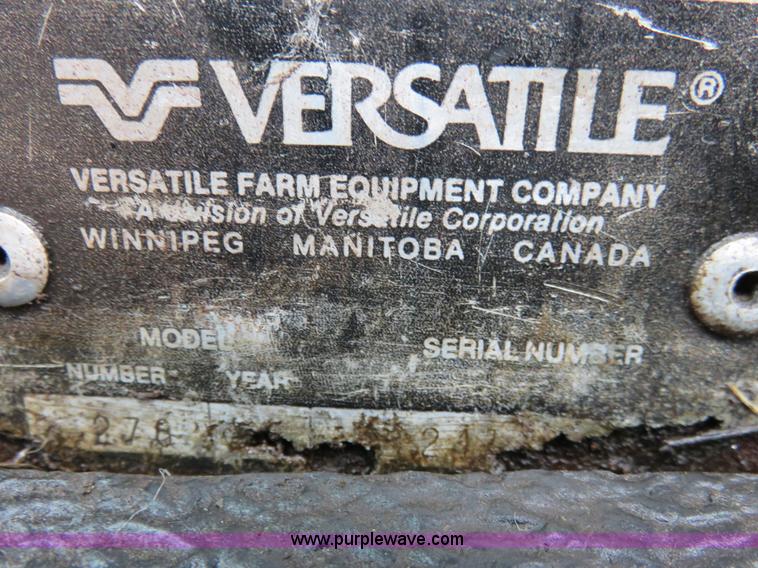 VERSATILE ®
VERSATILE FARM EQUIPMENT COMPANY
A Division of Versatile Corporation
WINNIPEG MANITOBA CANADA
MODEL SERIAL NUMBER
NUMBER YEAR
www.purplewave.com